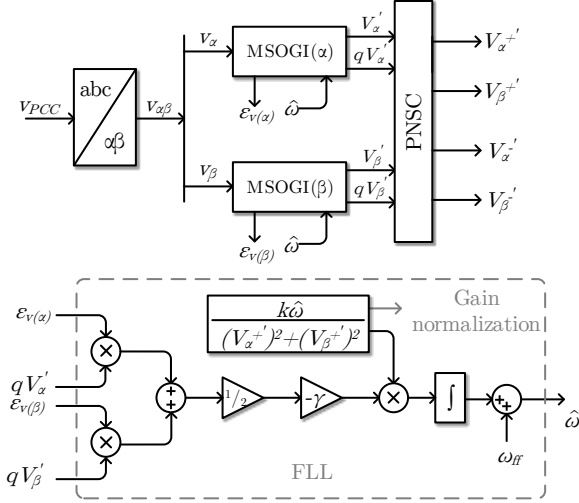 v_PCC
abc
αβ
v_αβ
v_α
MSOGI(α)
V_α'
qV_α'
ε_v(α)
ω̂
v_β
MSOGI(β)
V_β'
qV_β'
ε_v(β)
ω̂
PNSC
V_α^+'
V_β^+'
V_α^-'
V_β^-'
ε_v(α)
qV_α'
ε_v(β)
qV_β'
×
×
+
+
1/2
-γ
kω̂
(V_α^+')²+(V_β^+')²
Gain
normalization
×
∫
+
+
ω_ff
ω̂
FLL